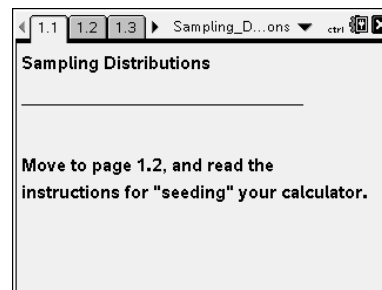 1.1 1.2 1.3 Sampling_D...ons ctrl
Sampling Distributions
Move to page 1.2, and read the
instructions for "seeding" your calculator.